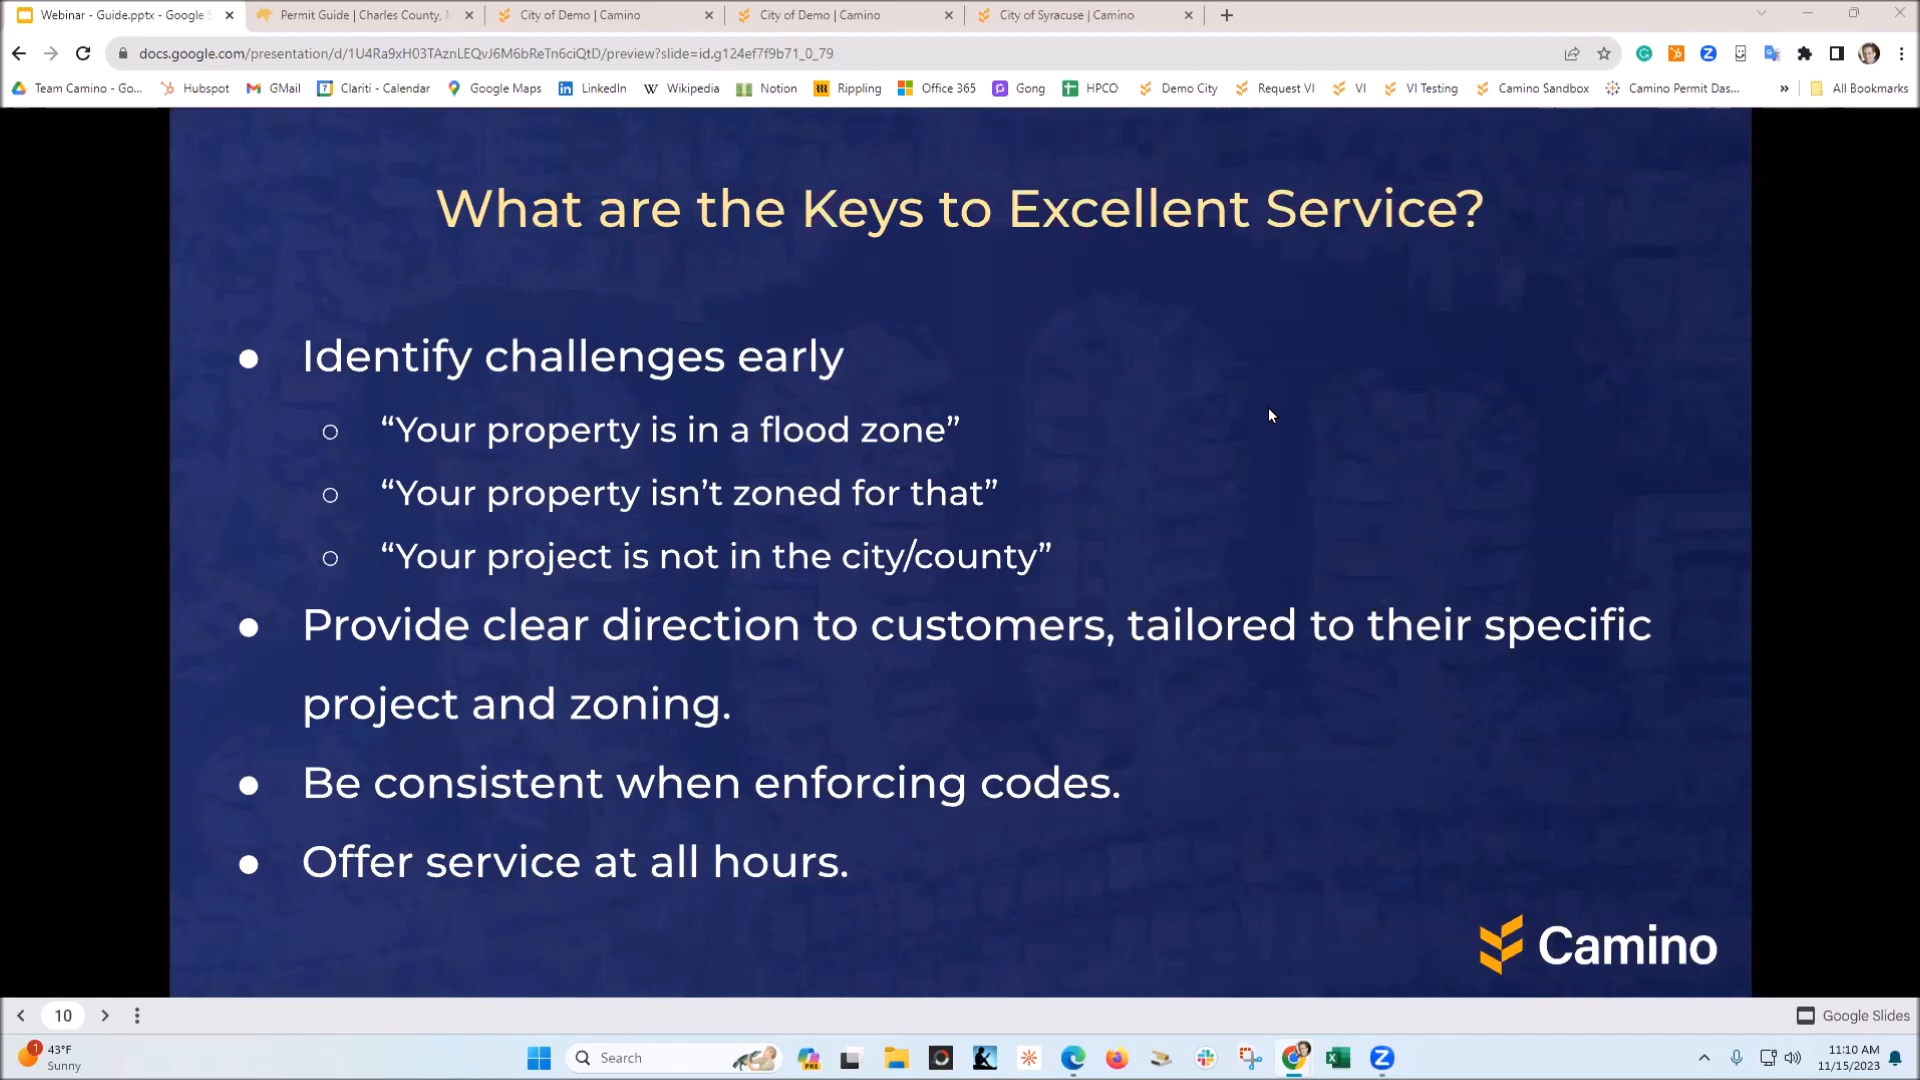 Webinar - Guide.pptx - Google S
Permit Guide | Charles County, M
City of Demo | Camino
City of Demo | Camino
City of Syracuse | Camino
docs.google.com/presentation/d/1U4Ra9xH03TAznLEQvJ6M6bReTn6ciQtD/preview?slide=id.g124ef7f9b71_0_79
Team Camino - Go...
Hubspot
GMail
Clariti - Calendar
Google Maps
LinkedIn
Wikipedia
Notion
Rippling
Office 365
Gong
HPCO
Demo City
Request VI
VI
VI Testing
Camino Sandbox
Camino Permit Das...
»
All Bookmarks
What are the Keys to Excellent Service?
● Identify challenges early
○ “Your property is in a flood zone”
○ “Your property isn’t zoned for that”
○ “Your project is not in the city/county”
● Provide clear direction to customers, tailored to their specific
project and zoning.
● Be consistent when enforcing codes.
● Offer service at all hours.
Camino
10
Google Slides
1
43°F
Sunny
Search
PRE
11:10 AM
11/15/2023